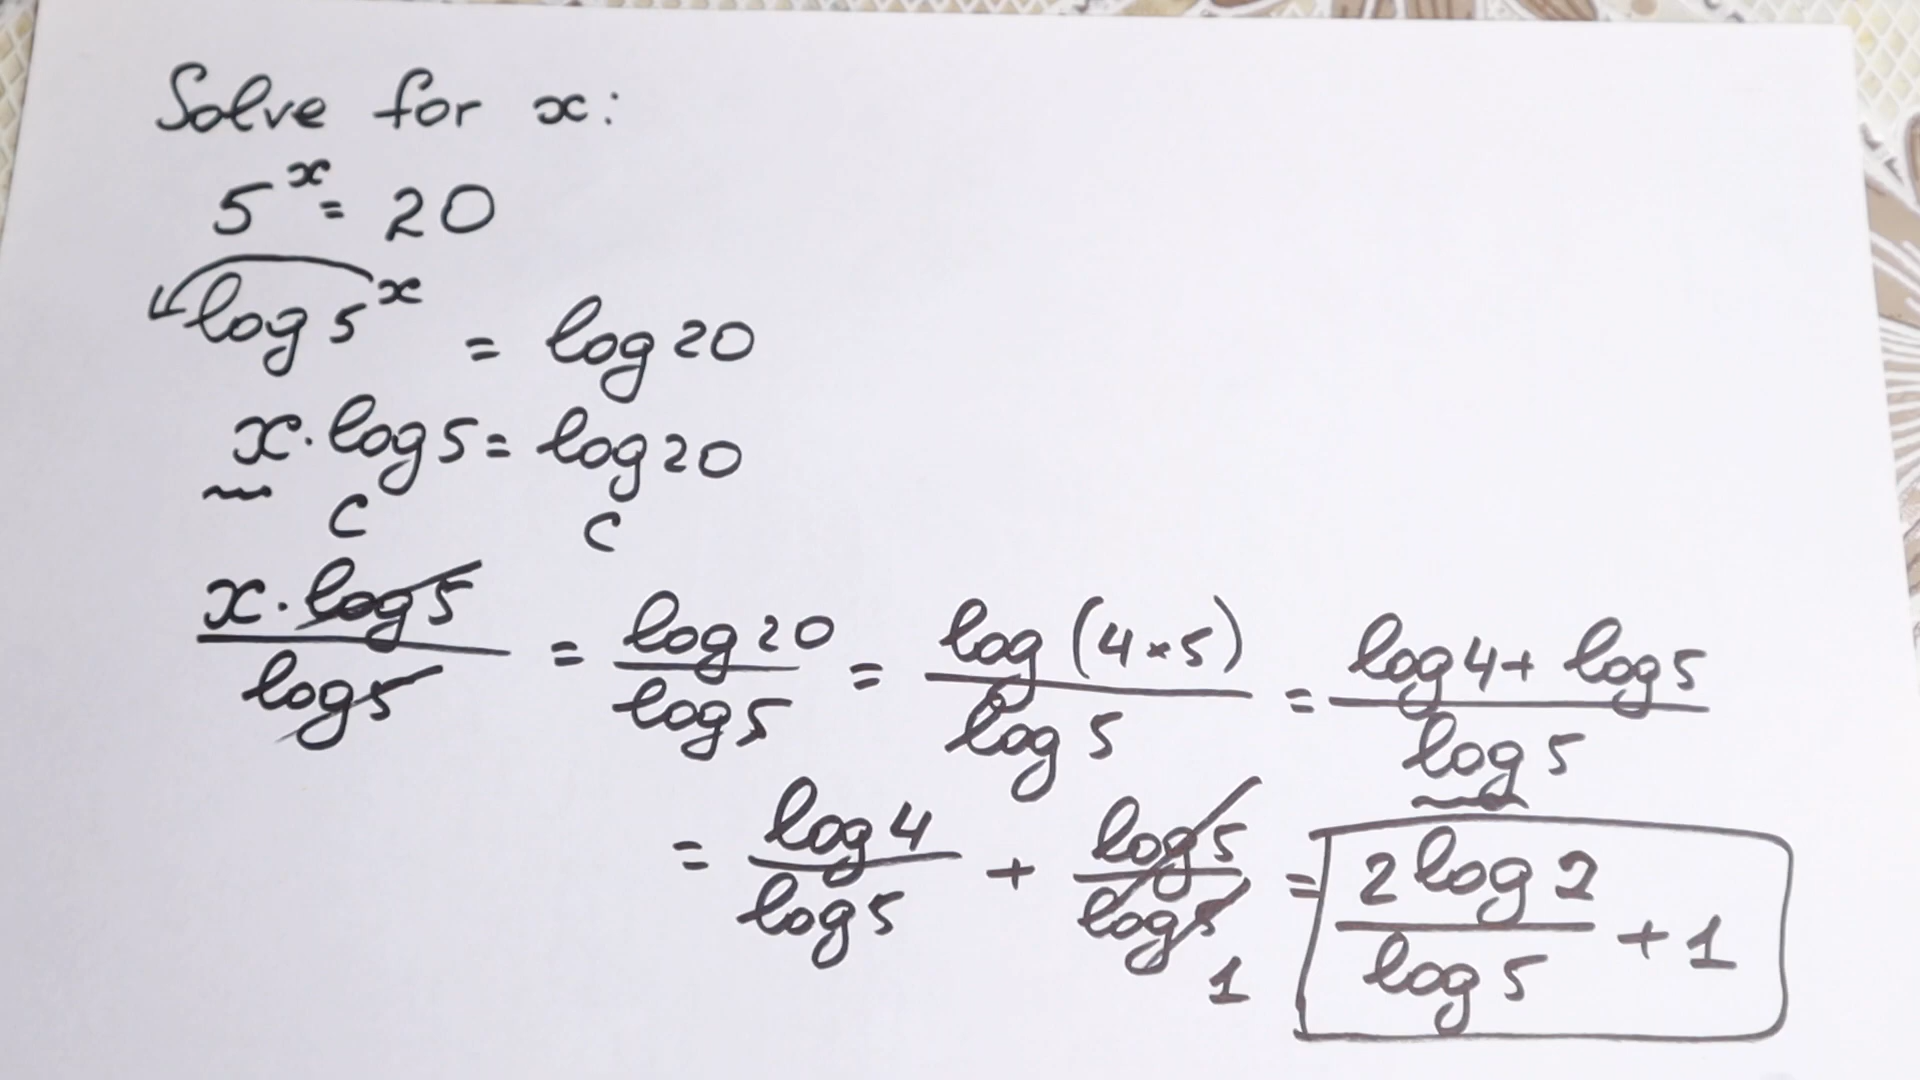 Solve for x:
5^x = 20
log 5^x = log 20
x · log 5 = log 20
c c
x · log 5 / log 5 = log 20 / log 5 = log (4 × 5) / log 5 = log 4 + log 5 / log 5
= log 4 / log 5 + log 5 / log 5 = 2 log 2 / log 5 + 1
1